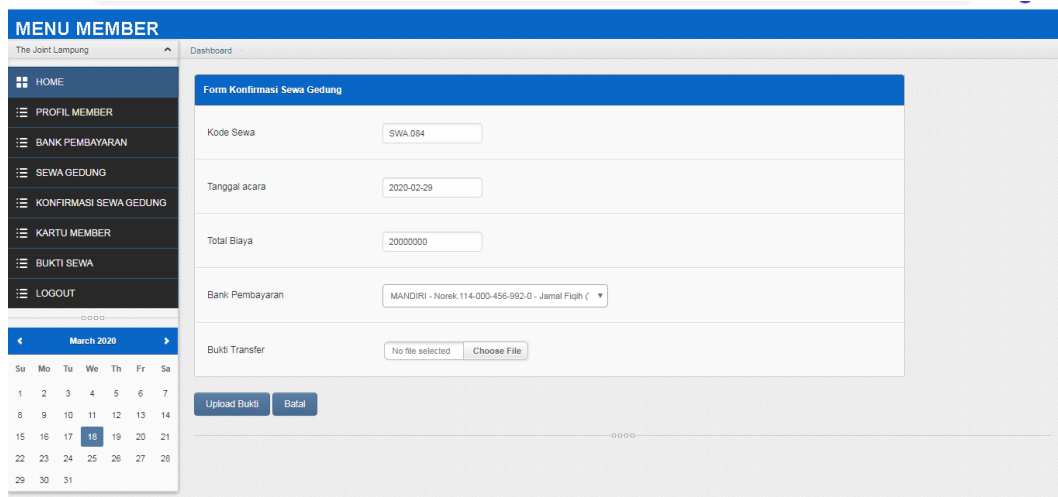 MENU MEMBER
The Joint Lampung
Dashboard
HOME
PROFIL MEMBER
BANK PEMBAYARAN
SEWA GEDUNG
KONFIRMASI SEWA GEDUNG
KARTU MEMBER
BUKTI SEWA
LOGOUT
March 2020
Su Mo Tu We Th Fr Sa
1 2 3 4 5 6 7
8 9 10 11 12 13 14
15 16 17 18 19 20 21
22 23 24 25 26 27 28
29 30 31
Form Konfirmasi Sewa Gedung
Kode Sewa SWA.084
Tanggal acara 2020-02-29
Total Biaya 20000000
Bank Pembayaran MANDIRI - Norek.114-000-456-992-0 - Jamal Fiqih (
Bukti Transfer No file selected Choose File
Upload Bukti Batal